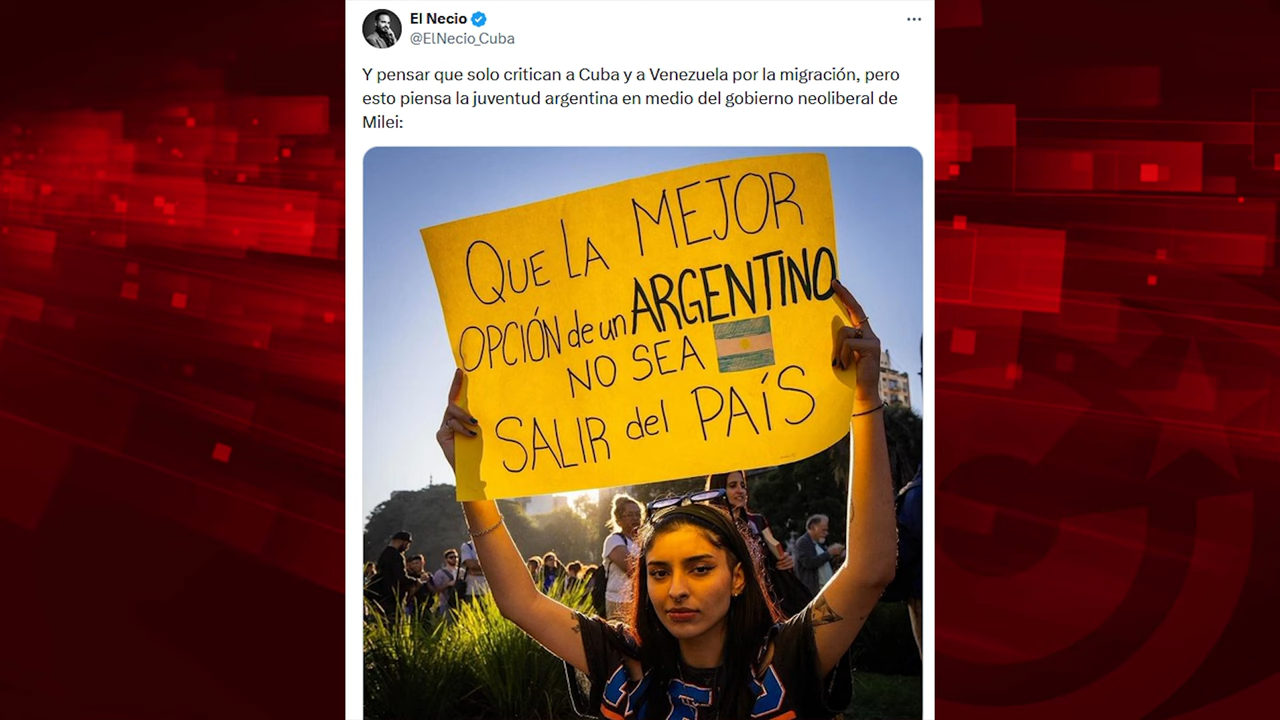 El Necio
@ElNecio_Cuba
Y pensar que solo critican a Cuba y a Venezuela por la migración, pero
esto piensa la juventud argentina en medio del gobierno neoliberal de
Milei:
QUE LA MEJOR
OPCIÓN de un ARGENTINO
NO SEA
SALIR del PAÍS